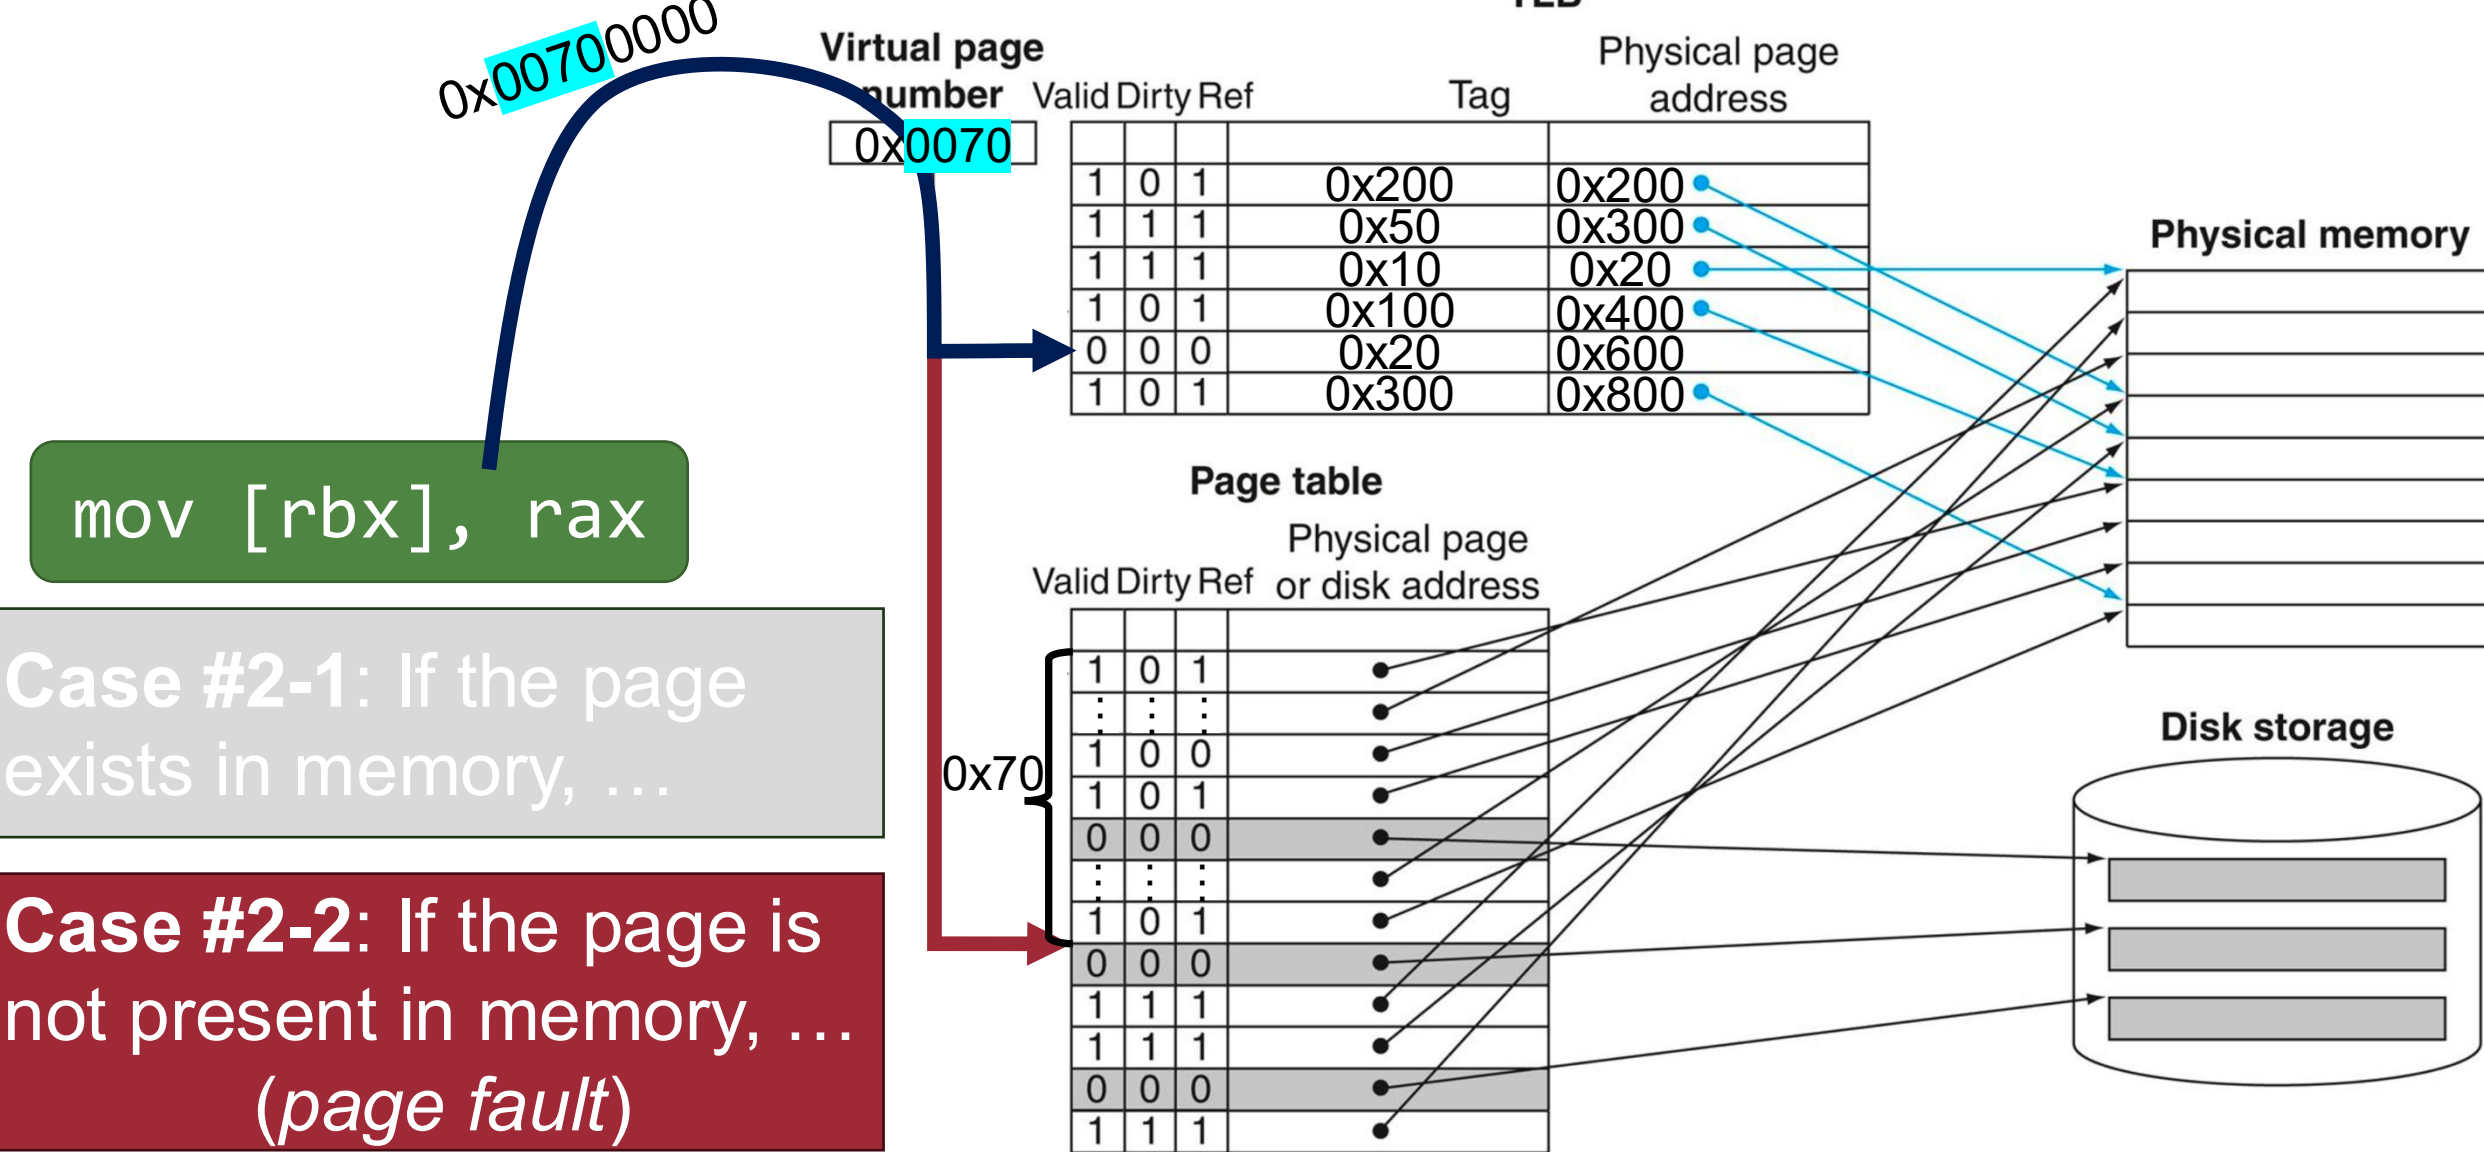 TLB
0x00700000
Virtual page
number
0x0070
Valid Dirty Ref Tag Physical page
address
1 0 1 0x200 0x200
1 1 1 0x50 0x300
1 1 1 0x10 0x20
1 0 1 0x100 0x400
0 0 0 0x20 0x600
1 0 1 0x300 0x800
Physical memory
mov [rbx], rax
Page table
Physical page
Valid Dirty Ref or disk address
1 0 1
⋮ ⋮ ⋮
1 0 0
0x70
1 0 1
0 0 0
⋮ ⋮ ⋮
1 0 1
0 0 0
1 1 1
1 1 1
0 0 0
1 1 1
Disk storage
Case #2-1: If the page
exists in memory, …
Case #2-2: If the page is
not present in memory, …
(page fault)